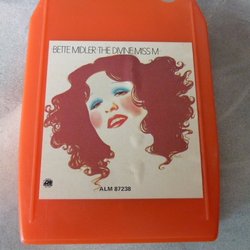 BETTE MIDLER·THE DIVINE MISS M
ALM 87238